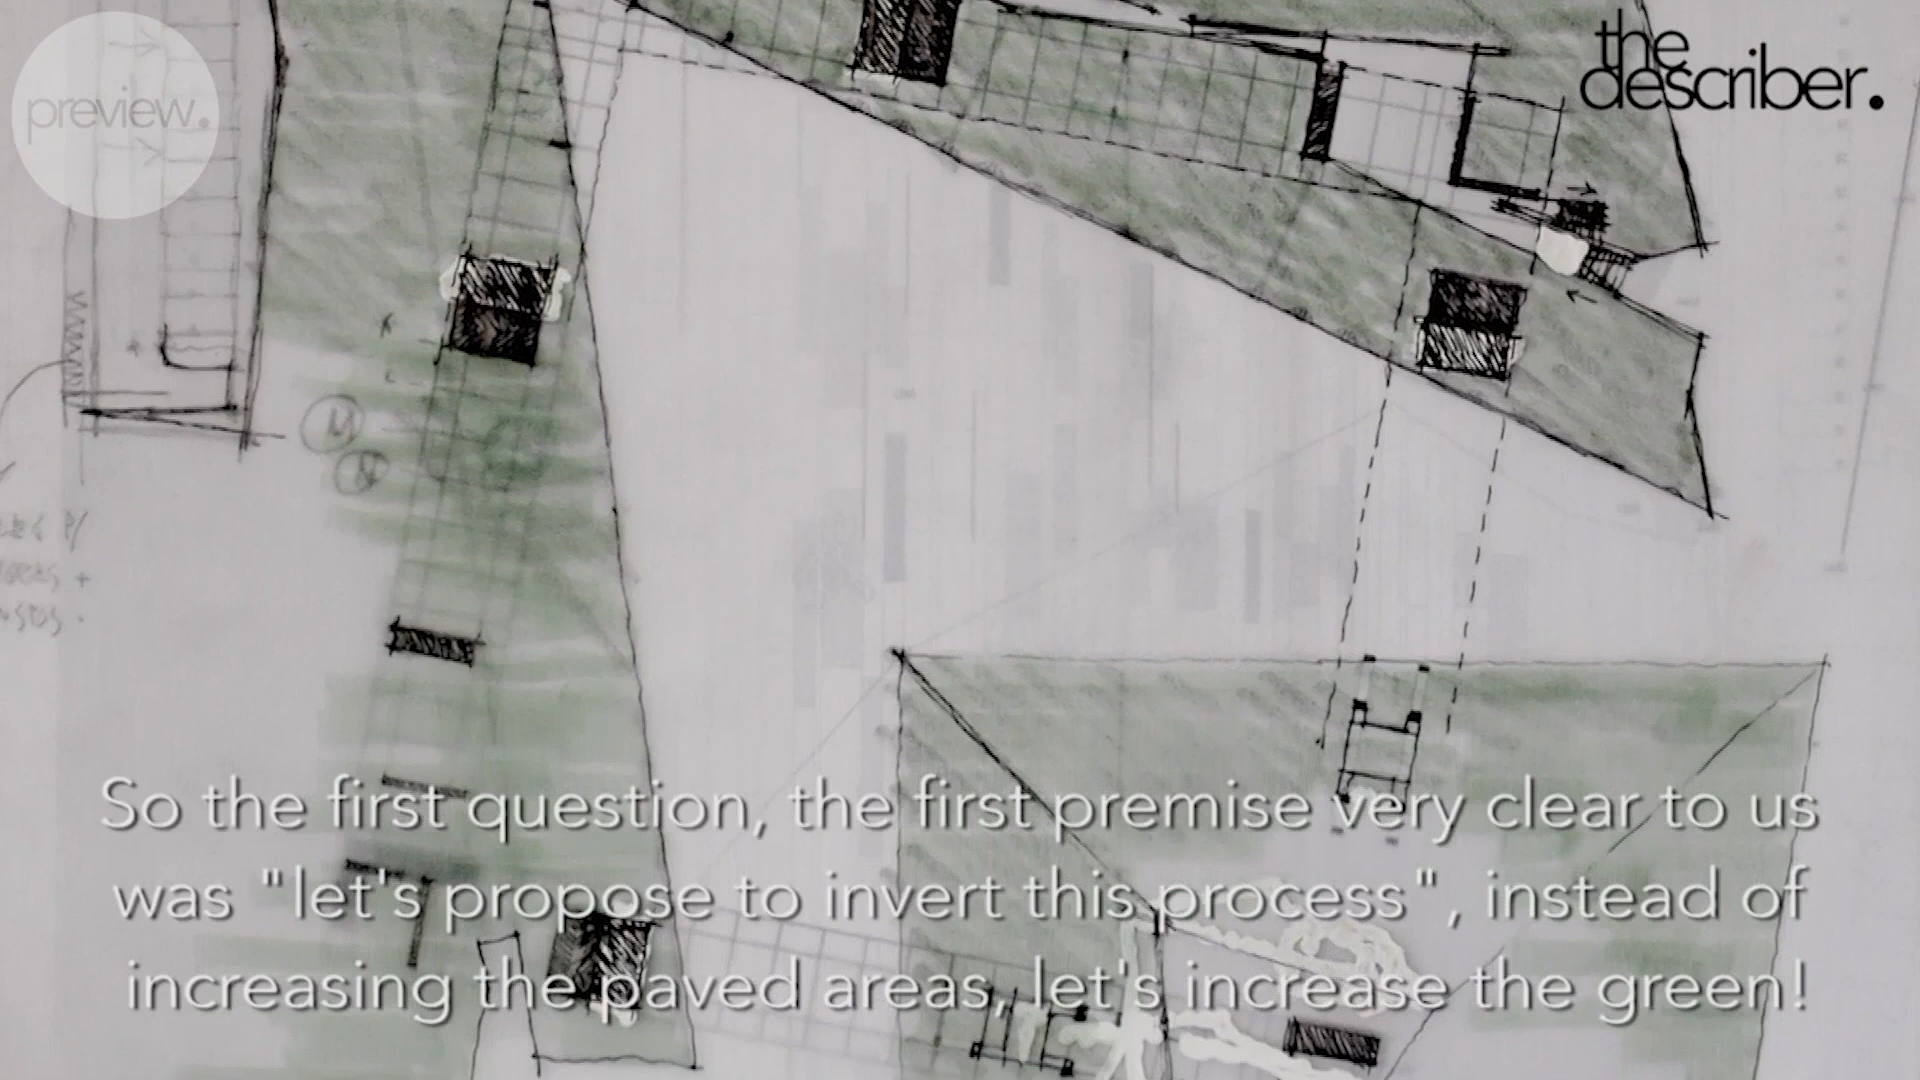 preview.
the
describer.
So the first question, the first premise very clear to us
was "let's propose to invert this process", instead of
increasing the paved areas, let's increase the green!